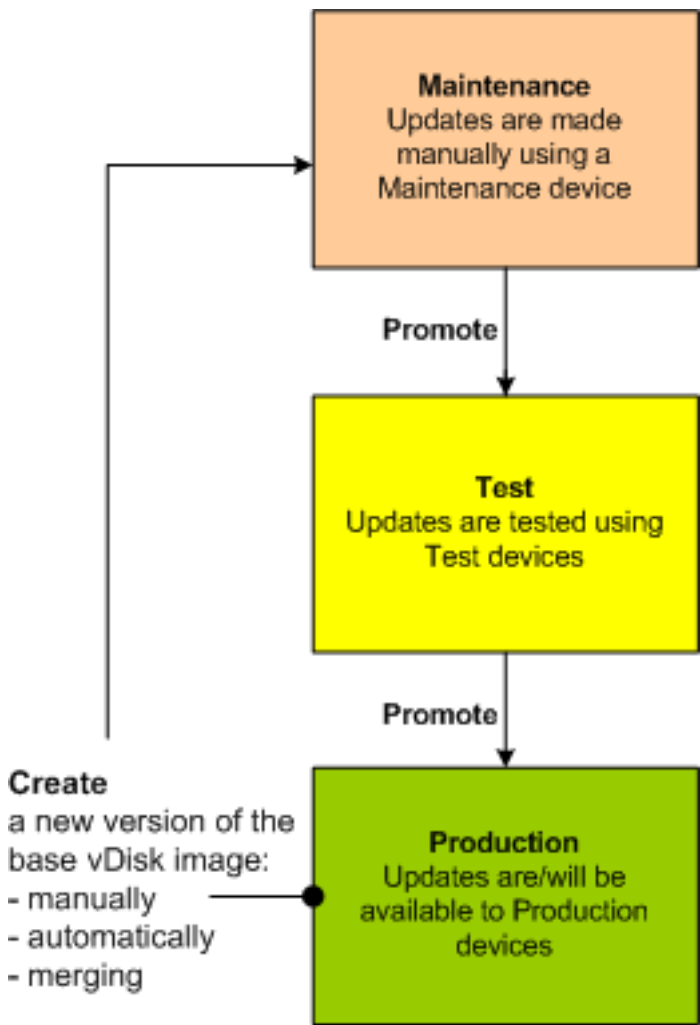 Maintenance
Updates are made
manually using a
Maintenance device
Promote
Test
Updates are tested using
Test devices
Promote
Create
a new version of the
base vDisk image:
- manually
- automatically
- merging
Production
Updates are/will be
available to Production
devices